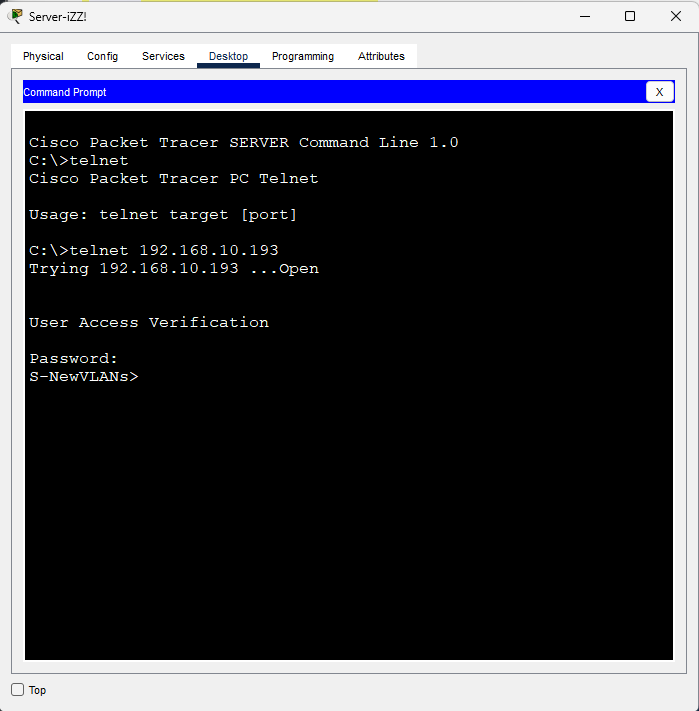 Server-iZZ!
Physical Config Services Desktop Programming Attributes
Command Prompt X
Cisco Packet Tracer SERVER Command Line 1.0
C:\>telnet
Cisco Packet Tracer PC Telnet
Usage: telnet target [port]
C:\>telnet 192.168.10.193
Trying 192.168.10.193 ...Open
User Access Verification
Password:
S-NewVLANs>
Top